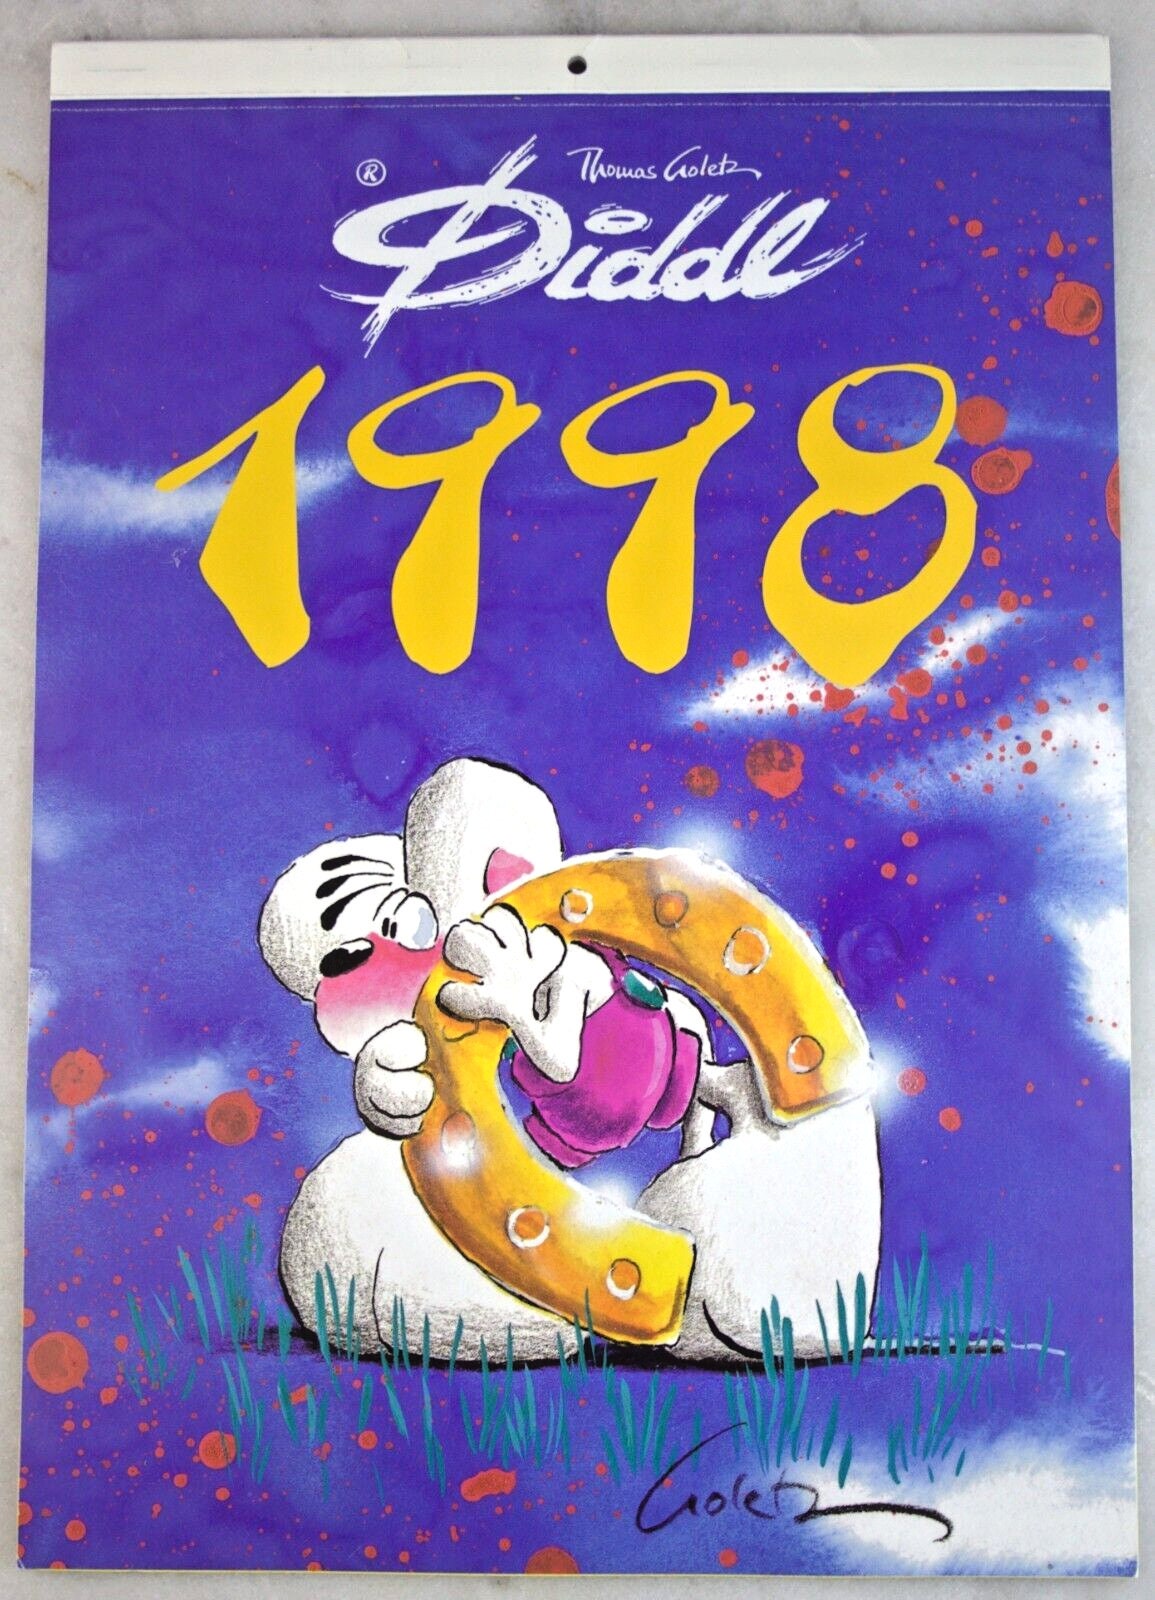 Thomas Goletz
® Diddl
1998
Goletz